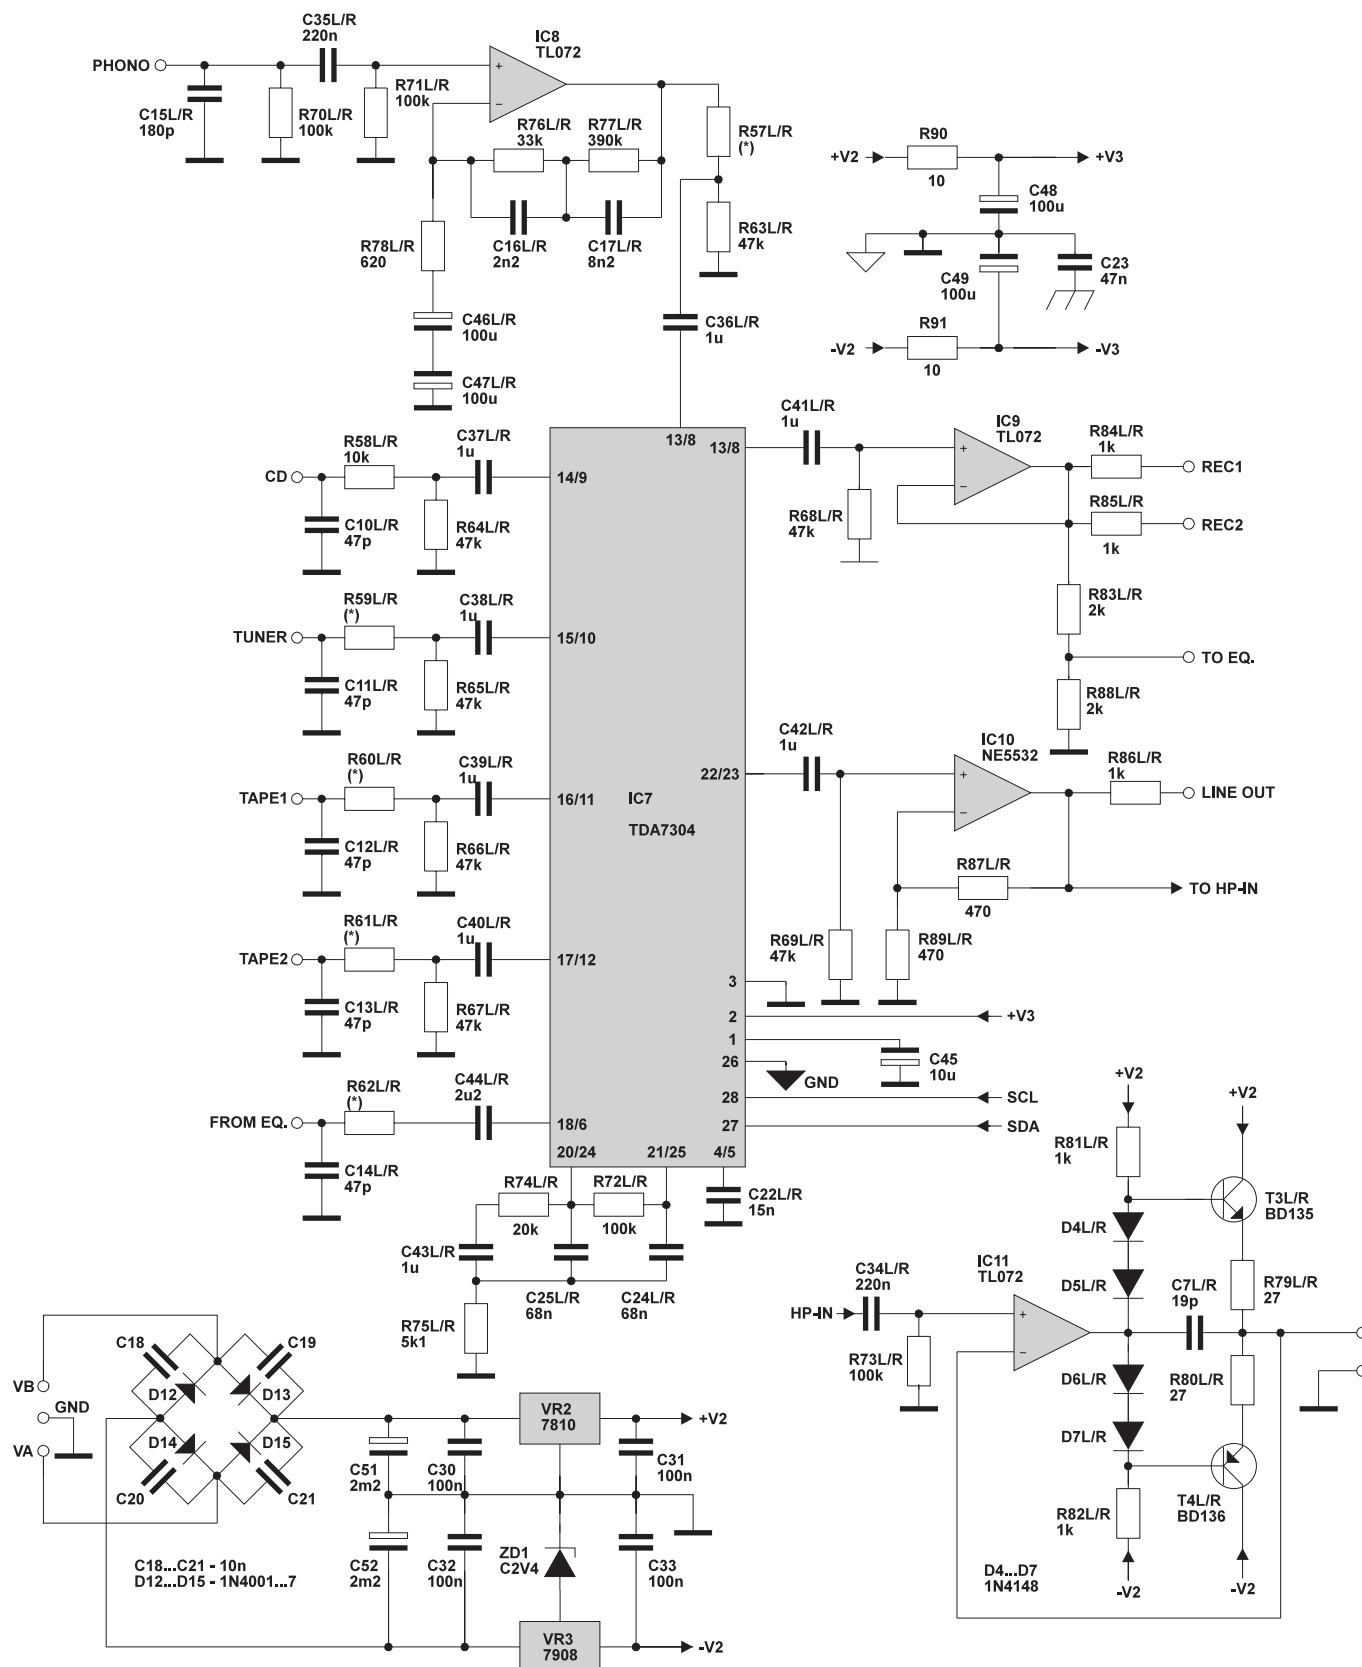 C35L/R
220n
IC8
TL072
PHONO
+
−
C15L/R
180p
R70L/R
100k
R71L/R
100k
R76L/R
33k
R77L/R
390k
R57L/R
(*)
C16L/R
2n2
C17L/R
8n2
R63L/R
47k
R78L/R
620
C46L/R
100u
C47L/R
100u
C36L/R
1u
R90
+V2
+V3
10
C48
100u
C49
100u
C23
47n
R91
-V2
-V3
10
13/8
13/8
C41L/R
1u
IC9
TL072
+
−
R68L/R
47k
R84L/R
1k
REC1
R85L/R
REC2
1k
R83L/R
2k
TO EQ.
R88L/R
2k
R58L/R
10k
C37L/R
1u
CD
14/9
C10L/R
47p
R64L/R
47k
R59L/R
(*)
C38L/R
1u
TUNER
15/10
C11L/R
47p
R65L/R
47k
R60L/R
(*)
C39L/R
1u
TAPE1
16/11
C12L/R
47p
R66L/R
47k
R61L/R
(*)
C40L/R
1u
TAPE2
17/12
C13L/R
47p
R67L/R
47k
R62L/R
(*)
C44L/R
2u2
FROM EQ.
18/6
C14L/R
47p
IC7
TDA7304
22/23
C42L/R
1u
IC10
NE5532
+
−
R86L/R
1k
LINE OUT
R87L/R
470
TO HP-IN
R69L/R
47k
R89L/R
470
3
2
+V3
1
C45
10u
26
GND
28
SCL
27
SDA
20/24
21/25
4/5
R74L/R
20k
R72L/R
100k
C22L/R
15n
C43L/R
1u
C25L/R
68n
C24L/R
68n
R75L/R
5k1
+V2
+V2
R81L/R
1k
T3L/R
BD135
D4L/R
D5L/R
C34L/R
220n
IC11
TL072
HP-IN
+
−
R73L/R
100k
C7L/R
19p
R79L/R
27
D6L/R
R80L/R
27
D7L/R
T4L/R
BD136
R82L/R
1k
D4...D7
1N4148
-V2
-V2
C18
C19
VB
D12
D13
GND
D14
D15
VA
C20
C21
C18...C21 - 10n
D12...D15 - 1N4001...7
VR2
7810
+V2
C51
2m2
C30
100n
C31
100n
C52
2m2
C32
100n
ZD1
C2V4
C33
100n
VR3
7908
-V2